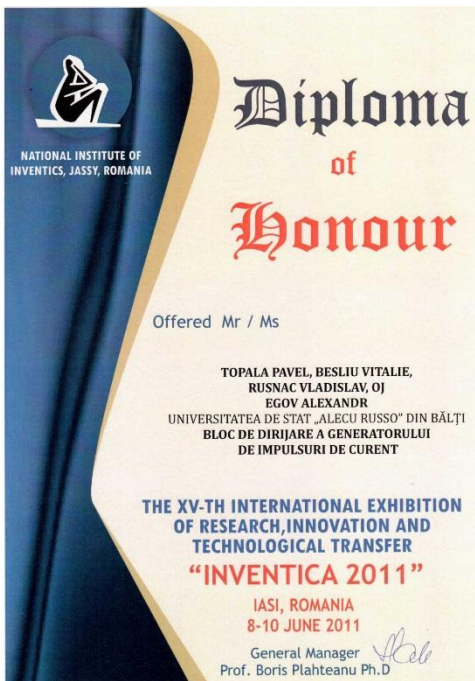 NATIONAL INSTITUTE OF
INVENTICS, JASSY, ROMANIA
Diploma
of
Honour
Offered Mr / Ms
TOPALA PAVEL, BESLIU VITALIE,
RUSNAC VLADISLAV, OJ
EGOV ALEXANDR
UNIVERSITATEA DE STAT „ALECU RUSSO” DIN BĂLȚI
BLOC DE DIRIJARE A GENERATORULUI
DE IMPULSURI DE CURENT
THE XV-TH INTERNATIONAL EXHIBITION
OF RESEARCH,INNOVATION AND
TECHNOLOGICAL TRANSFER
“INVENTICA 2011”
IASI, ROMANIA
8-10 JUNE 2011
General Manager
Prof. Boris Plahteanu Ph.D